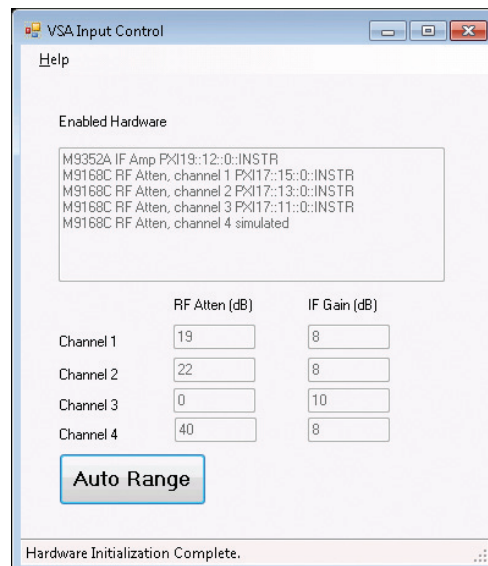 VSA Input Control
Help
Enabled Hardware
M9352A IF Amp PXI19::12::0::INSTR
M9168C RF Atten, channel 1 PXI17::15::0::INSTR
M9168C RF Atten, channel 2 PXI17::13::0::INSTR
M9168C RF Atten, channel 3 PXI17::11::0::INSTR
M9168C RF Atten, channel 4 simulated
RF Atten (dB) IF Gain (dB)
Channel 1 19 8
Channel 2 22 8
Channel 3 0 10
Channel 4 40 8
Auto Range
Hardware Initialization Complete.